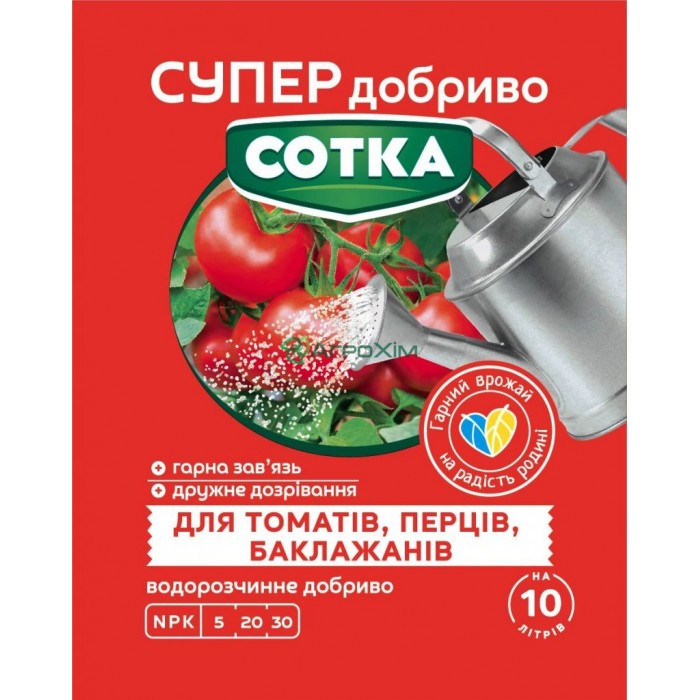 СУПЕР добриво
СОТКА
АГРОХІМ
Гарний врожай
на радість родині
+ гарна зав'язь
+ дружне дозрівання
ДЛЯ ТОМАТІВ, ПЕРЦІВ,
БАКЛАЖАНІВ
водорозчинне добриво
NPK 5 20 30
НА
10
ЛІТРІВ